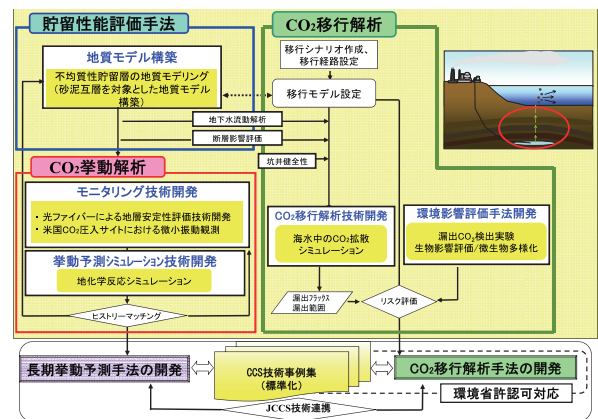 貯留性能評価手法
地質モデル構築
不均質性貯留層の地質モデリング
(砂泥互層を対象とした地質モデル
構築)
CO₂移行解析
移行シナリオ作成、
移行経路設定
移行モデル設定
地下水流動解析
断層影響評価
坑井健全性
CO₂挙動解析
モニタリング技術開発
・光ファイバーによる地層安定性評価技術開発
・米国CO₂圧入サイトにおける微小振動観測
挙動予測シミュレーション技術開発
地化学反応シミュレーション
ヒストリーマッチング
CO₂移行解析技術開発
海水中のCO₂拡散
シミュレーション
環境影響評価手法開発
漏出CO₂検出実験
生物影響評価/微生物多様化
漏出フラックス
漏出範囲
リスク評価
長期挙動予測手法の開発
CCS技術事例集
(標準化)
CO₂移行解析手法の開発
環境省許認可対応
JCCS技術連携